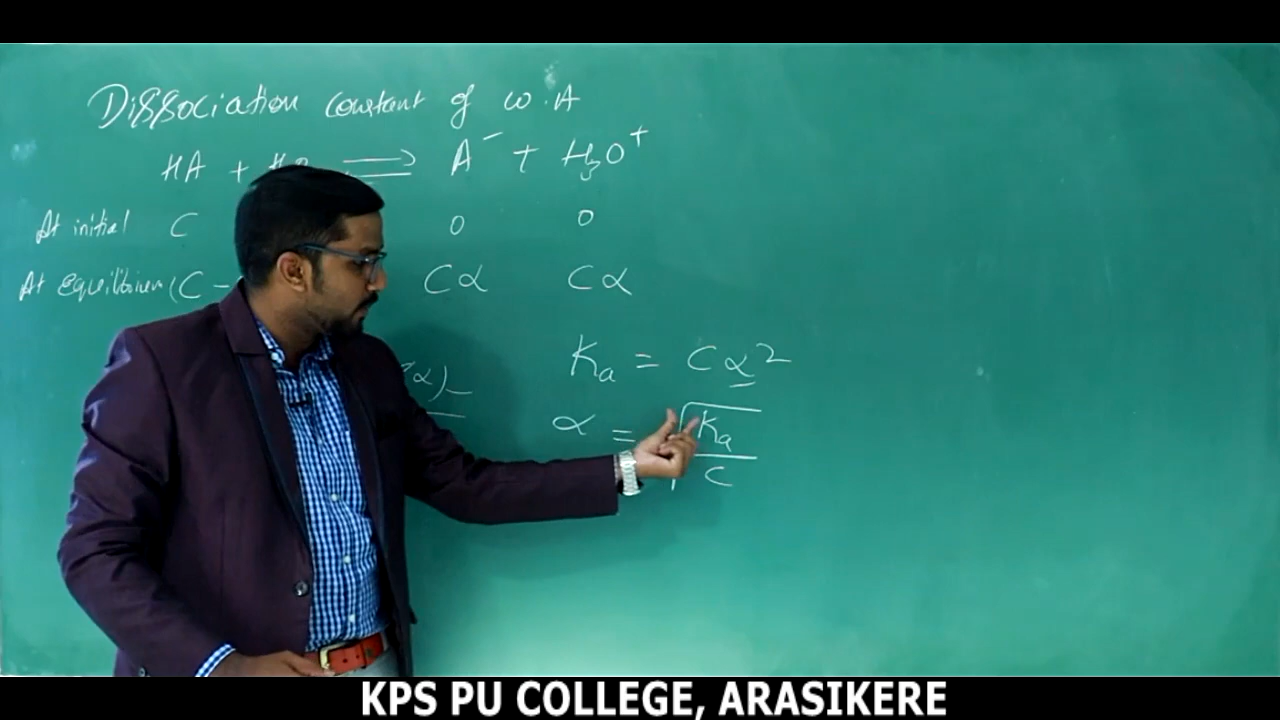 Dissociation constant of w.A
HA + H2O ⇌ A⁻ + H₃O⁺
At initial C 0 0
At Equilibrium (C – Cα Cα
Ka = Cα²
α)
α = √Ka/C
KPS PU COLLEGE, ARASIKERE